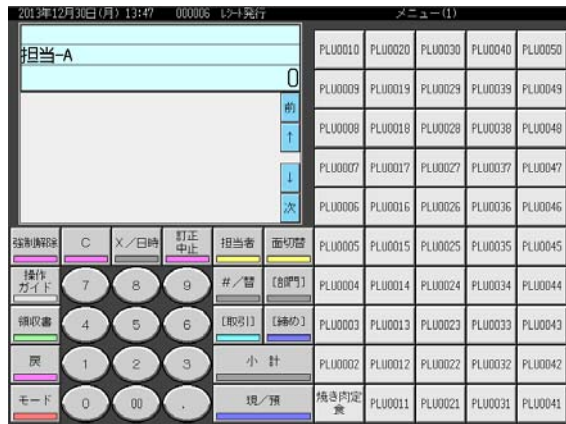 2013年12月30日(月) 13:47 000006 レシート発行 メニュー(1)
担当-A
0
前
↑
↓
次
強制解除 C X/日時 訂正中止 担当者 面切替
操作ガイド 7 8 9 #/替 [部門]
領収書 4 5 6 [取引] [締め]
戻 1 2 3 小 計
モード 0 00 . 現/預
PLU0010 PLU0020 PLU0030 PLU0040 PLU0050
PLU0009 PLU0019 PLU0029 PLU0039 PLU0049
PLU0008 PLU0018 PLU0028 PLU0038 PLU0048
PLU0007 PLU0017 PLU0027 PLU0037 PLU0047
PLU0006 PLU0016 PLU0026 PLU0036 PLU0046
PLU0005 PLU0015 PLU0025 PLU0035 PLU0045
PLU0004 PLU0014 PLU0024 PLU0034 PLU0044
PLU0003 PLU0013 PLU0023 PLU0033 PLU0043
PLU0002 PLU0012 PLU0022 PLU0032 PLU0042
焼き肉定食 PLU0011 PLU0021 PLU0031 PLU0041